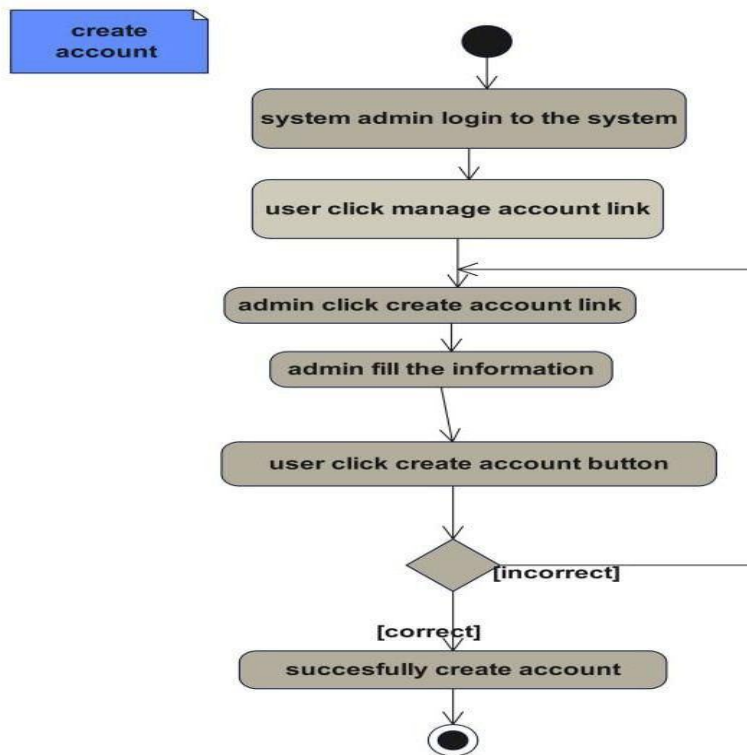 create
account
system admin login to the system
user click manage account link
admin click create account link
admin fill the information
user click create account button
[incorrect]
[correct]
succesfully create account